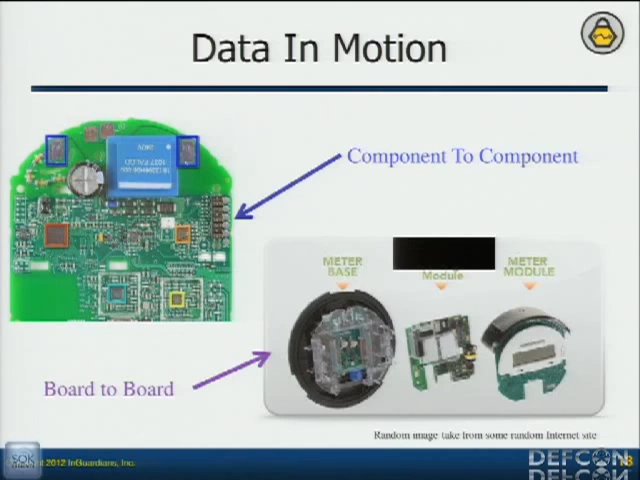 Data In Motion
Component To Component
METER
BASE
Module
METER
MODULE
Board to Board
Random image take from some random Internet site
2012 InGuardians, Inc.
DEFCON
13